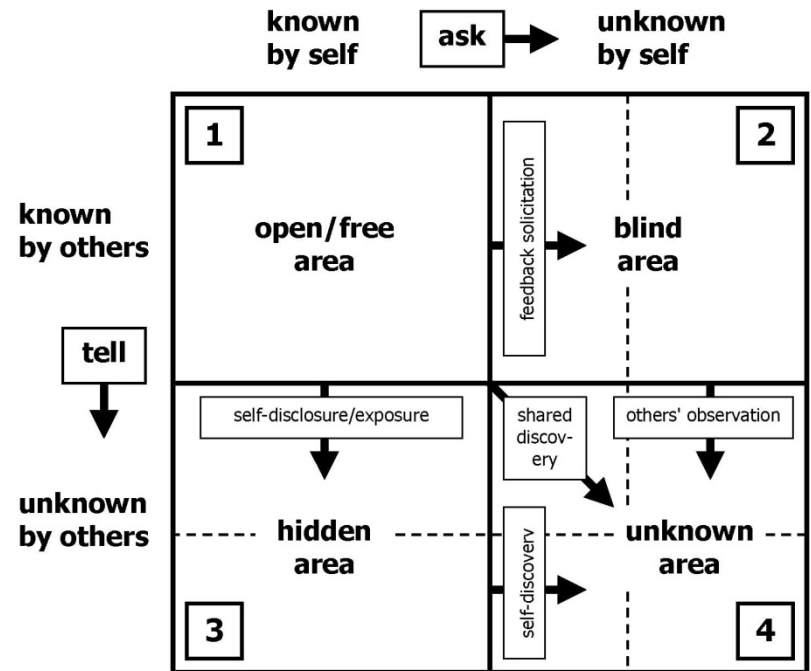 known
by self
ask
unknown
by self
1
2
known
by others
open/free
area
feedback solicitation
blind
area
tell
self-disclosure/exposure
shared
discov-
ery
others' observation
unknown
by others
hidden
area
self-discovery
unknown
area
3
4